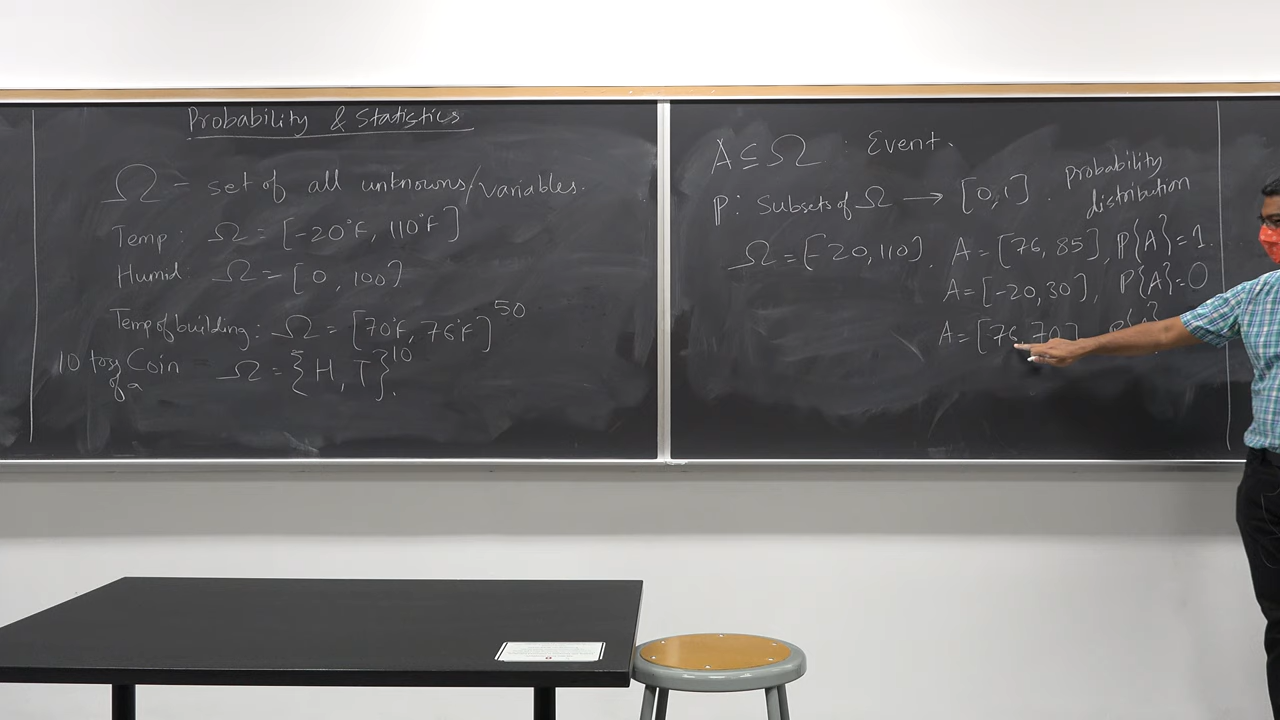 Probability & Statistics
Ω = set of all unknowns/variables.
Temp: Ω = [-20°F, 110°F]
Humid: Ω = [0, 100]
Temp of building: Ω = [70°F, 76°F]^50
10 toss of a Coin Ω = {H, T}^10.
A ⊆ Ω : Event.
P: Subsets of Ω → [0,1]. Probability distribution
Ω = [-20, 110]. A = [76, 85], P{A} = 1.
A = [-20, 30], P{A} = 0
A = [76, 79]